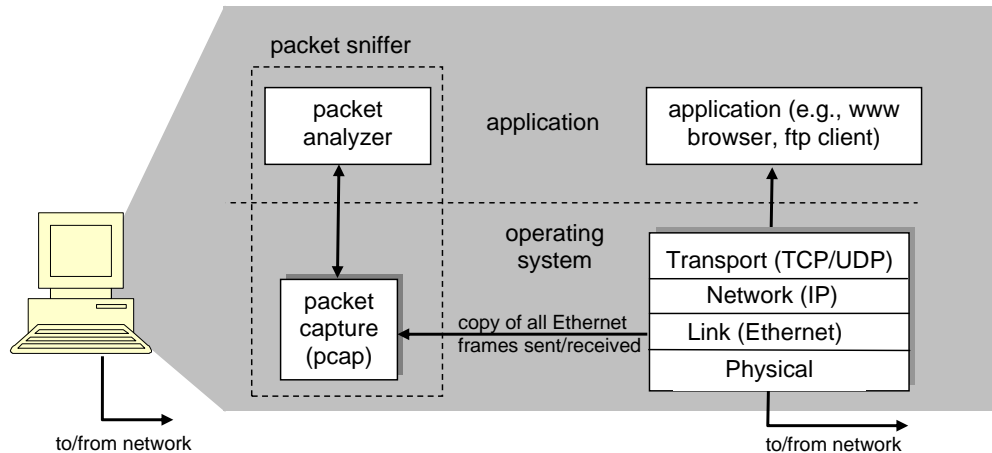 packet sniffer
packet
analyzer
application
application (e.g., www
browser, ftp client)
operating
system
packet
capture
(pcap)
copy of all Ethernet
frames sent/received
Transport (TCP/UDP)
Network (IP)
Link (Ethernet)
Physical
to/from network
to/from network